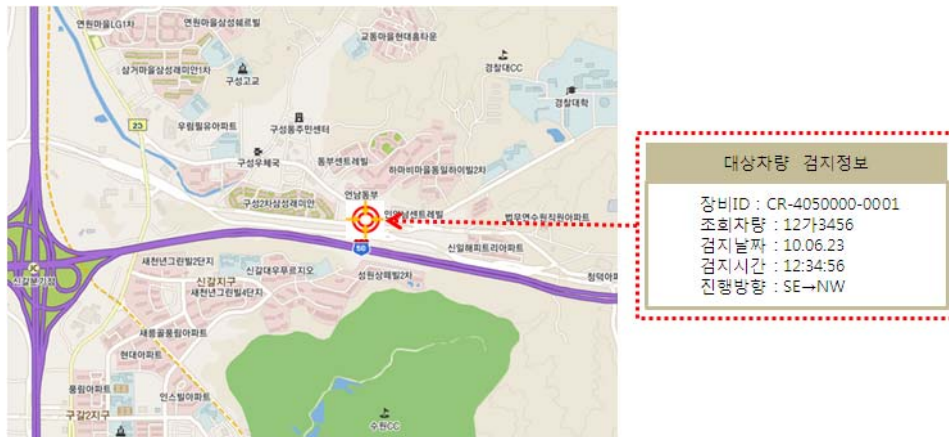 연원마을LG1차
연원마을삼성쉐르빌
교동마을현대홈타운
경찰대CC
삼거마을삼성래미안1차
구성고교
경찰대학
23
우림필유아파트
구성동주민센터
구성우체국
동부센트레빌
하마비마을동일하이빌2차
연남동부
구성2차삼성래미안
법무연수원직원아파트
50
새천년그린빌2단지
신갈대우푸르지오
신일해피트리아파트
신갈분기점
신갈지구
성원상떼빌2차
청덕아파
새천년그린빌4단지
새릉골풍림아파트
현대아파트
풍림아파트
인스빌아파트
구갈2지구
수원CC
대상차량 검지정보
장비ID : CR-4050000-0001
조회차량 : 12가3456
검지날짜 : 10.06.23
검지시간 : 12:34:56
진행방향 : SE→NW